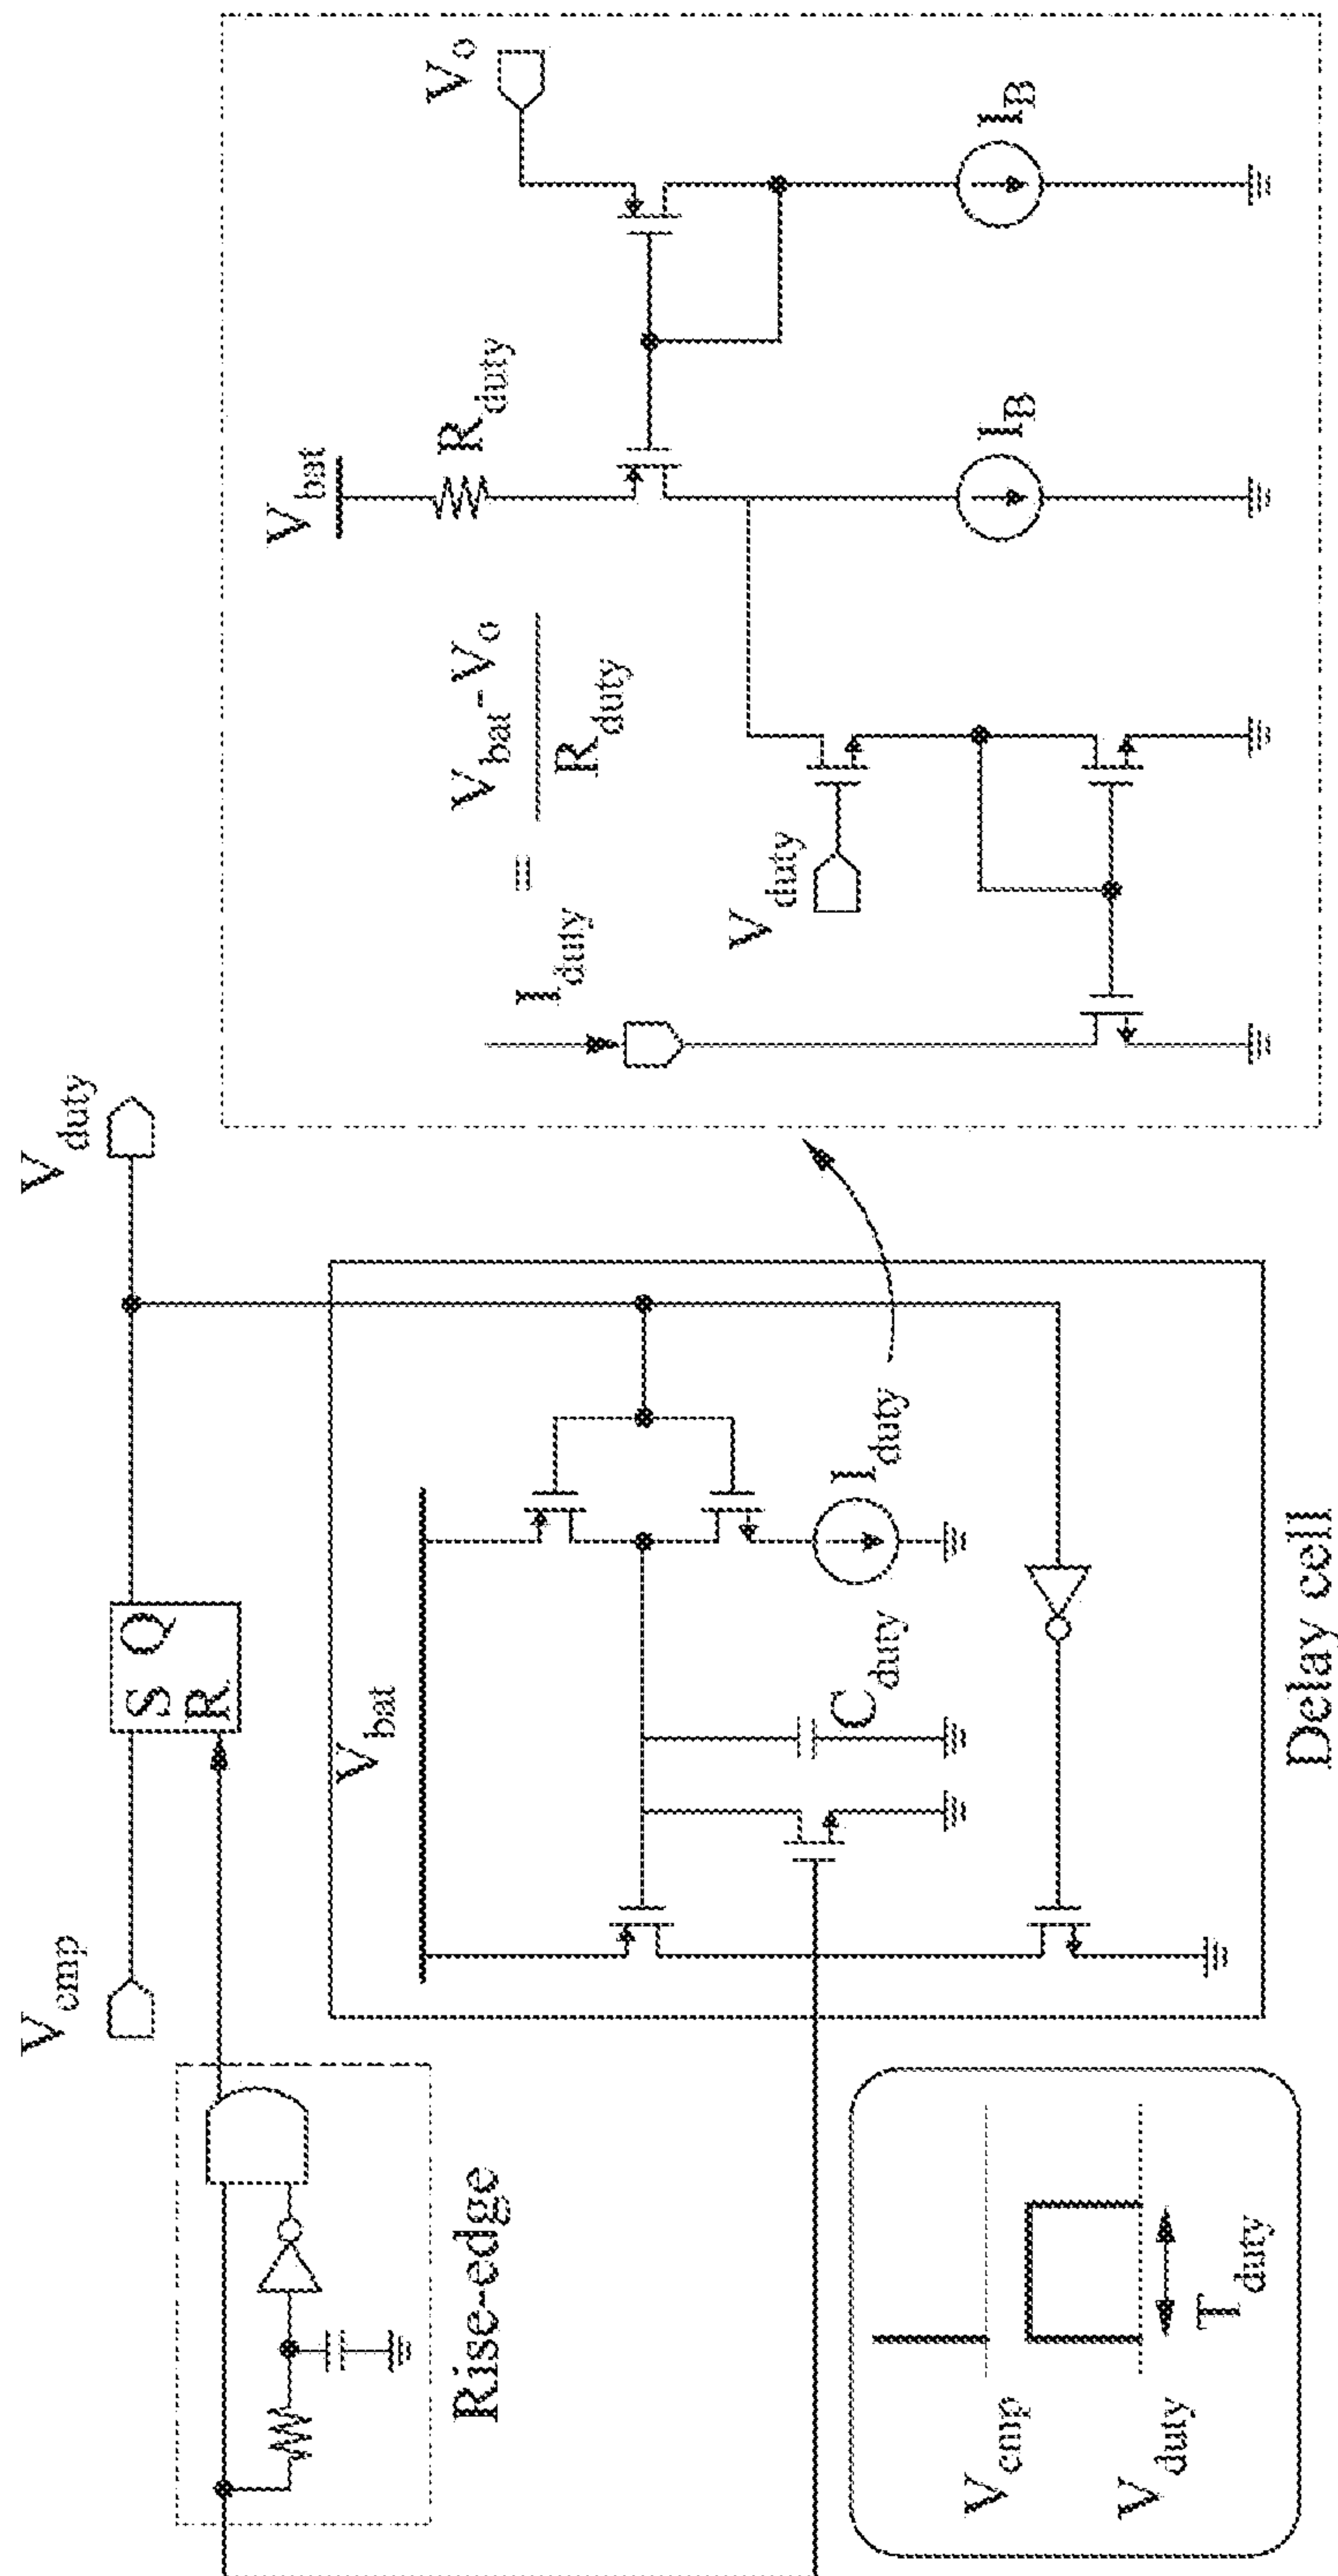 V_cmp
S Q
R
V_duty
Rise-edge
V_bat
C_duty
I_duty
Delay cell
V_cmp
V_duty
T_duty
I_duty = V_bat-V_o
R_duty
V_bat
R_duty
V_o
V_duty
I_B
I_B